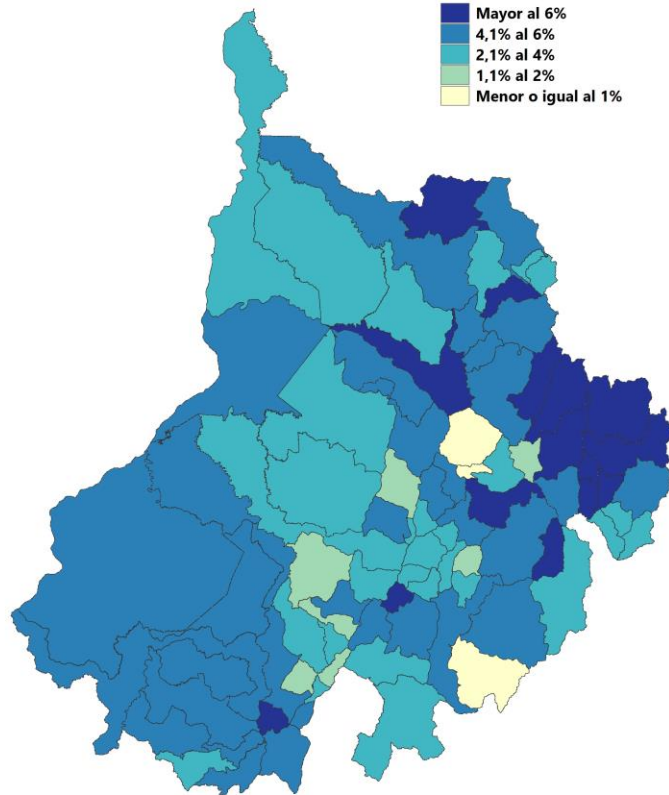 Mayor al 6%
4,1% al 6%
2,1% al 4%
1,1% al 2%
Menor o igual al 1%